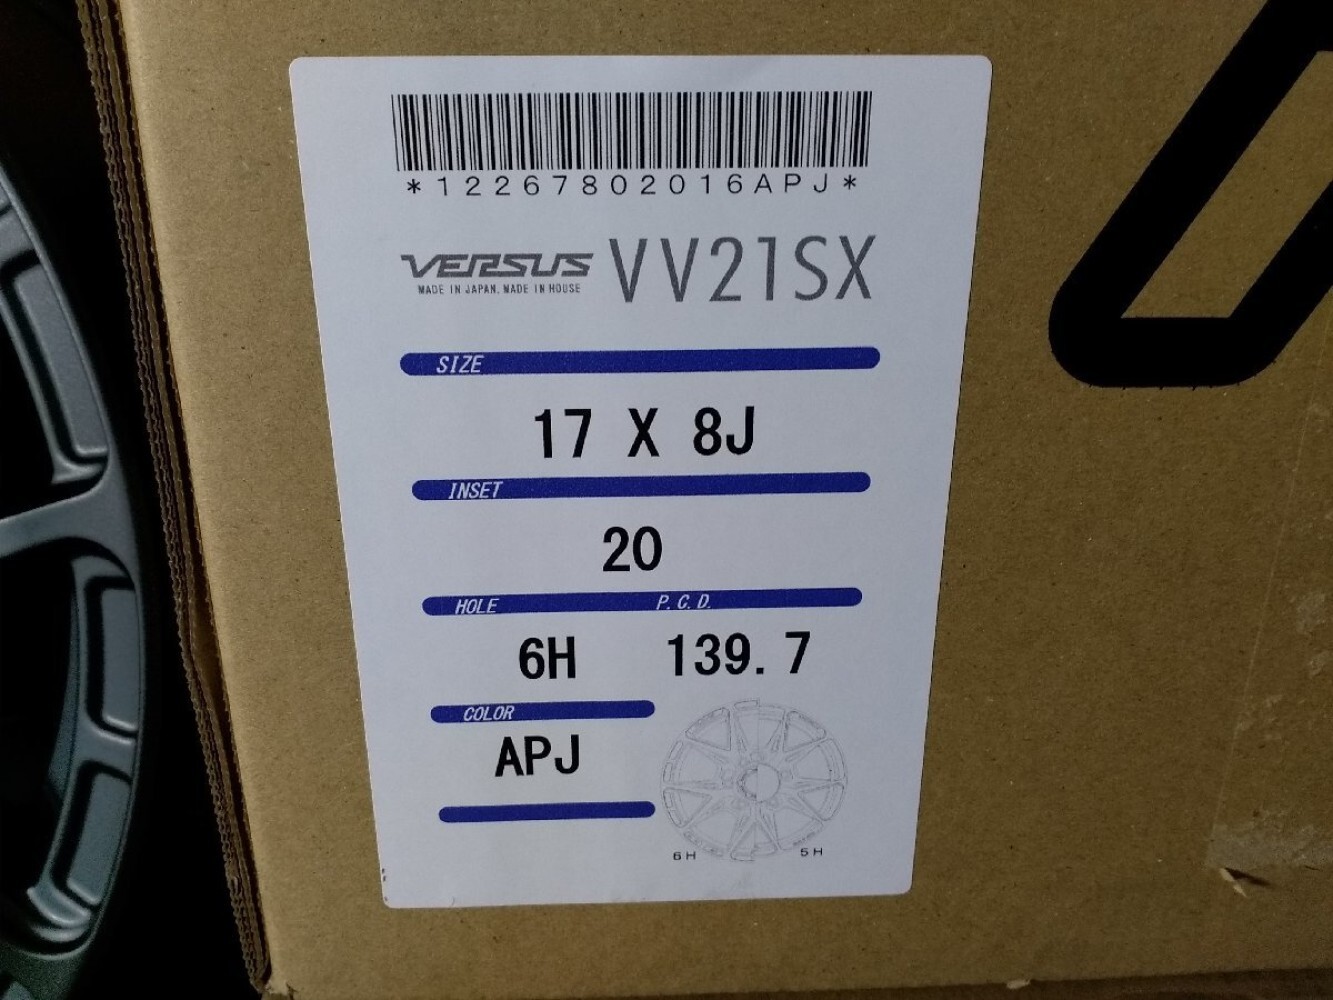 *12267802016APJ*
VERSUS VV21SX
MADE IN JAPAN, MADE IN HOUSE
SIZE
17 X 8J
INSET
20
HOLE P.C.D.
6H 139.7
COLOR
APJ
6H 5H